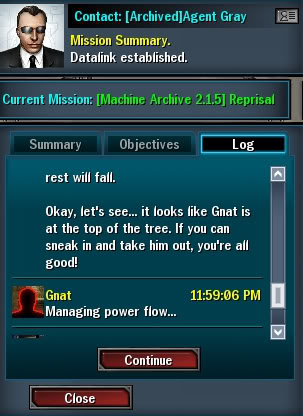 Contact: [Archived]Agent Gray
Mission Summary.
Datalink established.
Current Mission: [Machine Archive 2.1.5] Reprisal
Summary Objectives Log
rest will fall.
Okay, let's see... it looks like Gnat is
at the top of the tree. If you can
sneak in and take him out, you're all
good!
Gnat 11:59:06 PM
Managing power flow...
Continue
Close